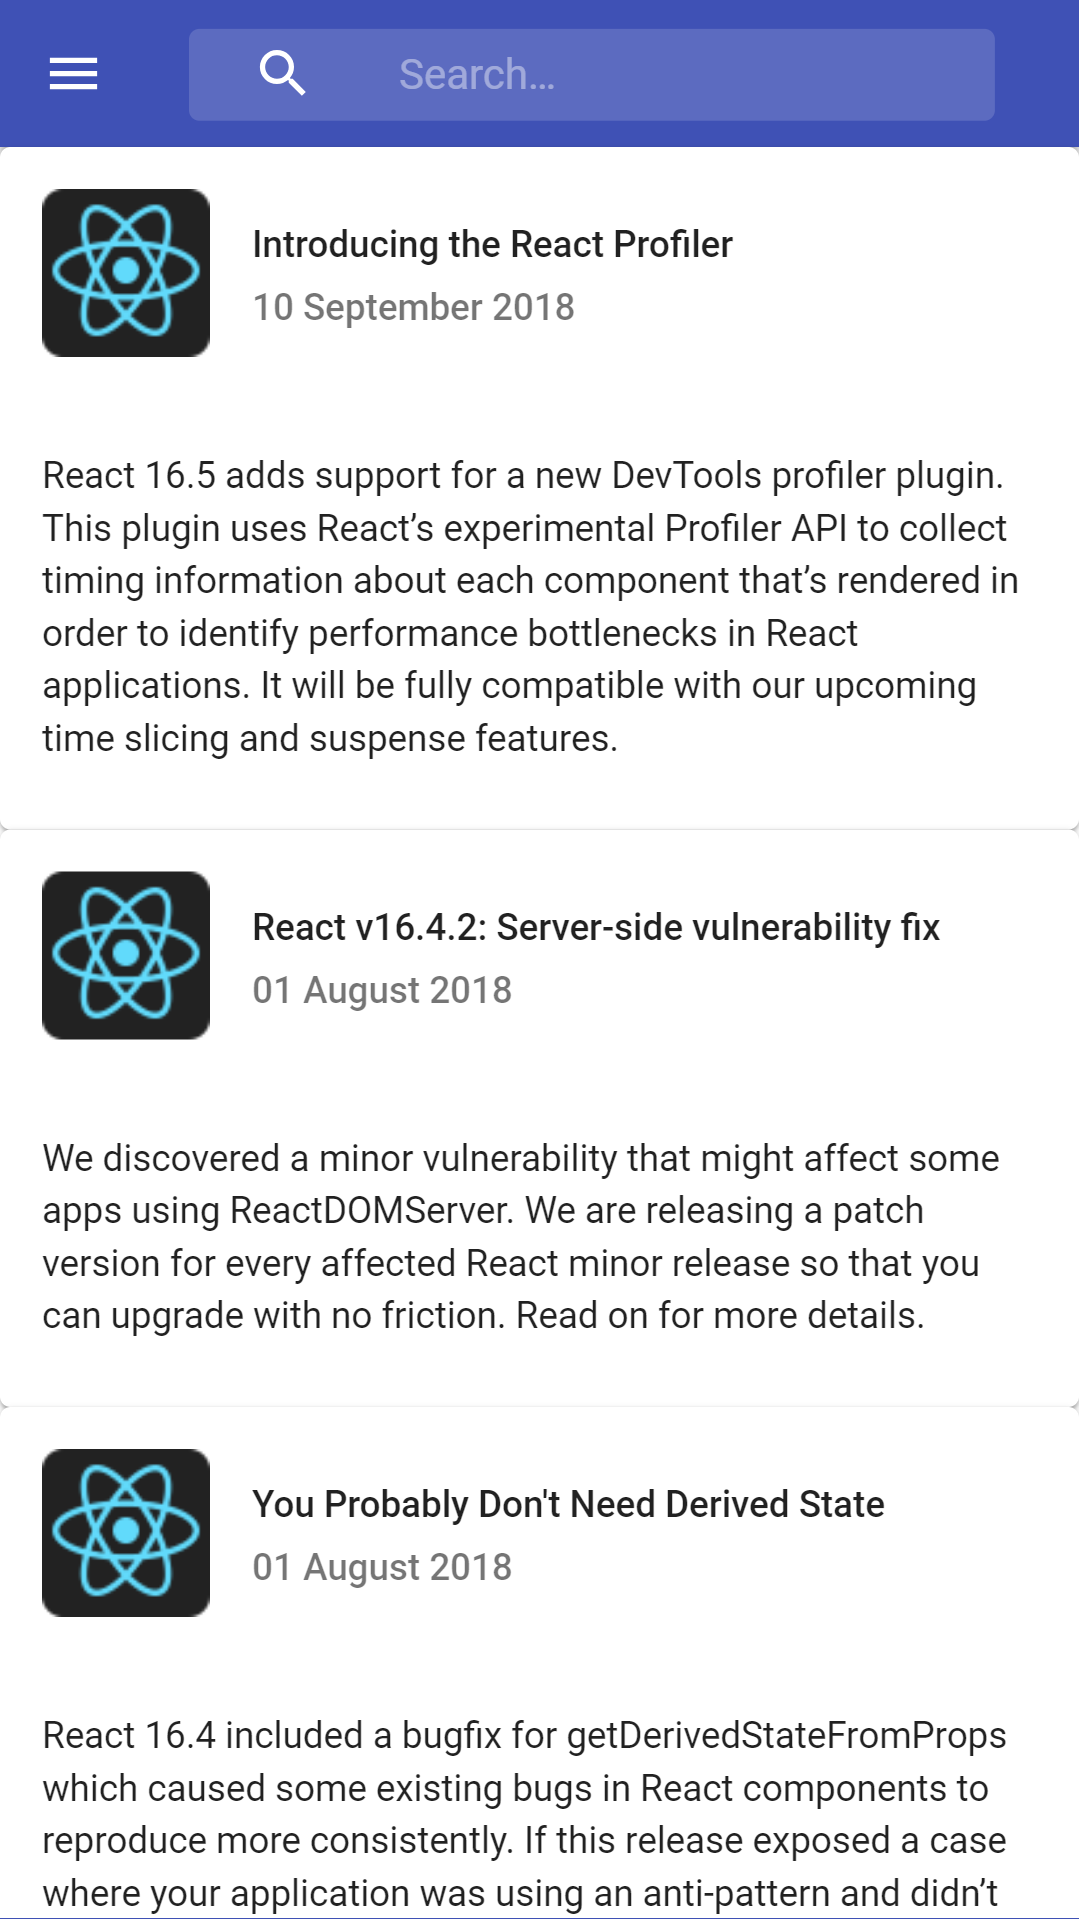 Search...
Introducing the React Profiler
10 September 2018
React 16.5 adds support for a new DevTools profiler plugin.
This plugin uses React’s experimental Profiler API to collect
timing information about each component that’s rendered in
order to identify performance bottlenecks in React
applications. It will be fully compatible with our upcoming
time slicing and suspense features.
React v16.4.2: Server-side vulnerability fix
01 August 2018
We discovered a minor vulnerability that might affect some
apps using ReactDOMServer. We are releasing a patch
version for every affected React minor release so that you
can upgrade with no friction. Read on for more details.
You Probably Don't Need Derived State
01 August 2018
React 16.4 included a bugfix for getDerivedStateFromProps
which caused some existing bugs in React components to
reproduce more consistently. If this release exposed a case
where your application was using an anti-pattern and didn’t